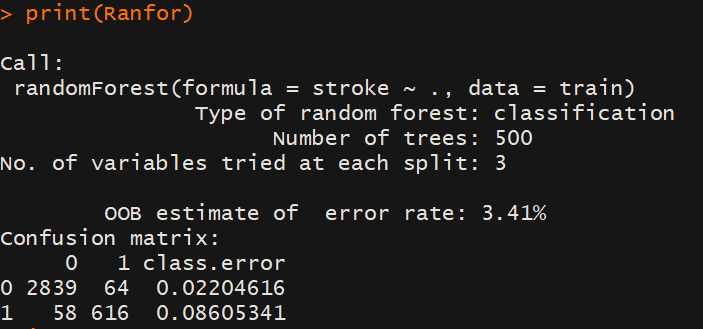 > print(Ranfor)
Call:
randomForest(formula = stroke ~ ., data = train)
Type of random forest: classification
Number of trees: 500
No. of variables tried at each split: 3
OOB estimate of  error rate: 3.41%
Confusion matrix:
0 1 class.error
0 2839 64 0.02204616
1 58 616 0.08605341